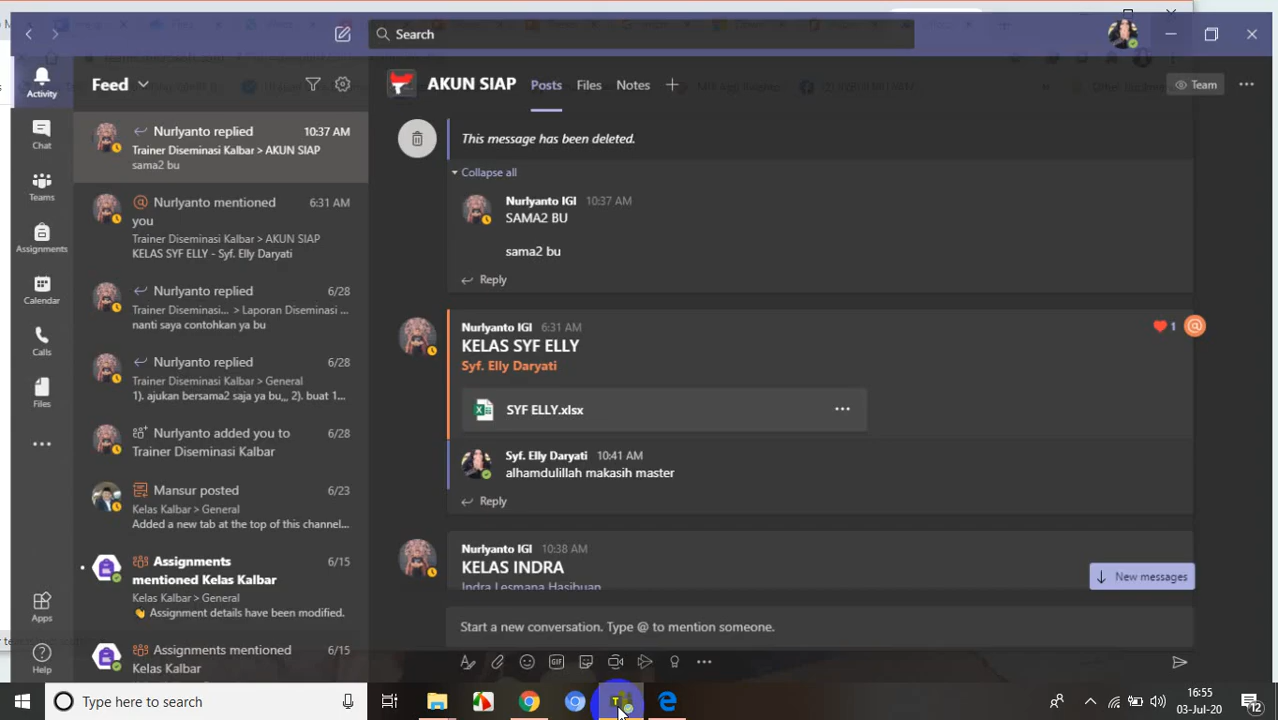 Search
Activity
Chat
Teams
Assignments
Calendar
Calls
Files
Apps
Help
Feed
Nurlyanto replied 10:37 AM
Trainer Diseminasi Kalbar > AKUN SIAP
sama2 bu
Nurlyanto mentioned 6:31 AM
you
Trainer Diseminasi Kalbar > AKUN SIAP
KELAS SYF ELLY - Syf. Elly Daryati
Nurlyanto replied 6/28
Trainer Diseminasi... > Laporan Diseminasi ...
nanti saya contohkan ya bu
Nurlyanto replied 6/28
Trainer Diseminasi Kalbar > General
1). ajukan bersama2 saja ya bu,,, 2). buat 1...
Nurlyanto added you to 6/28
Trainer Diseminasi Kalbar
Mansur posted 6/23
Kelas Kalbar > General
Added a new tab at the top of this channel...
Assignments 6/15
mentioned Kelas Kalbar
Kelas Kalbar > General
Assignment details have been modified.
Assignments mentioned 6/15
Kelas Kalbar
AKUN SIAP Posts Files Notes
Team
This message has been deleted.
Collapse all
Nurlyanto IGI 10:37 AM
SAMA2 BU
sama2 bu
Reply
Nurlyanto IGI 6:31 AM
1
KELAS SYF ELLY
Syf. Elly Daryati
SYF ELLY.xlsx
Syf. Elly Daryati 10:41 AM
alhamdulillah makasih master
Reply
Nurlyanto IGI 10:38 AM
KELAS INDRA
Indra Lesmana Hasibuan
New messages
Start a new conversation. Type @ to mention someone.
GIF
Type here to search
16:55
03-Jul-20
12